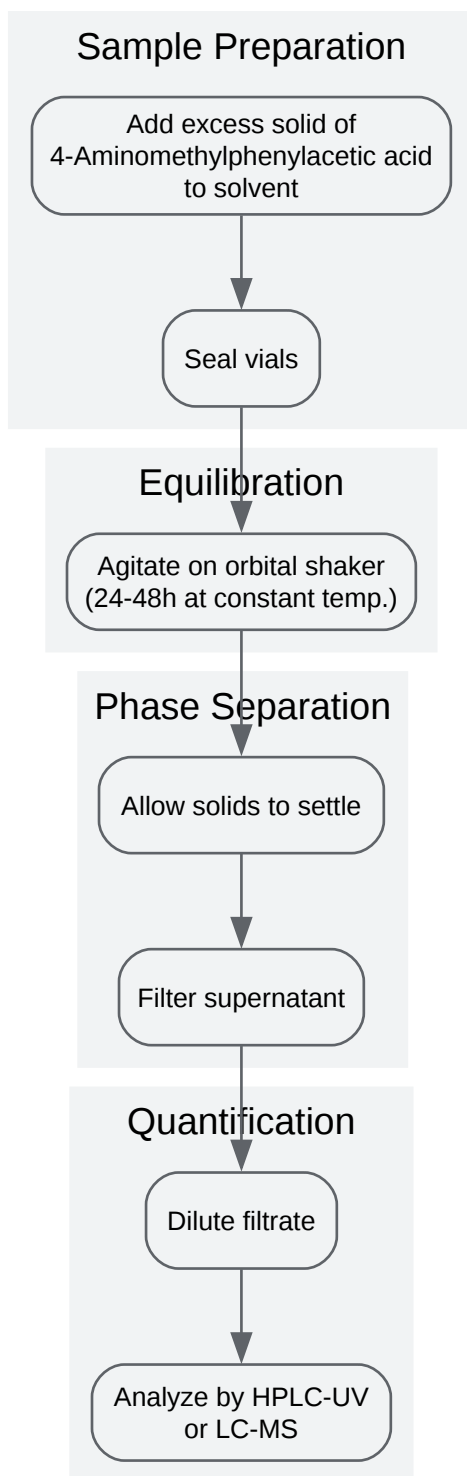 Sample Preparation
Add excess solid of
4-Aminomethylphenylacetic acid
to solvent
Seal vials
Equilibration
Agitate on orbital shaker
(24-48h at constant temp.)
Phase Separation
Allow solids to settle
Filter supernatant
Quantification
Dilute filtrate
Analyze by HPLC-UV
or LC-MS